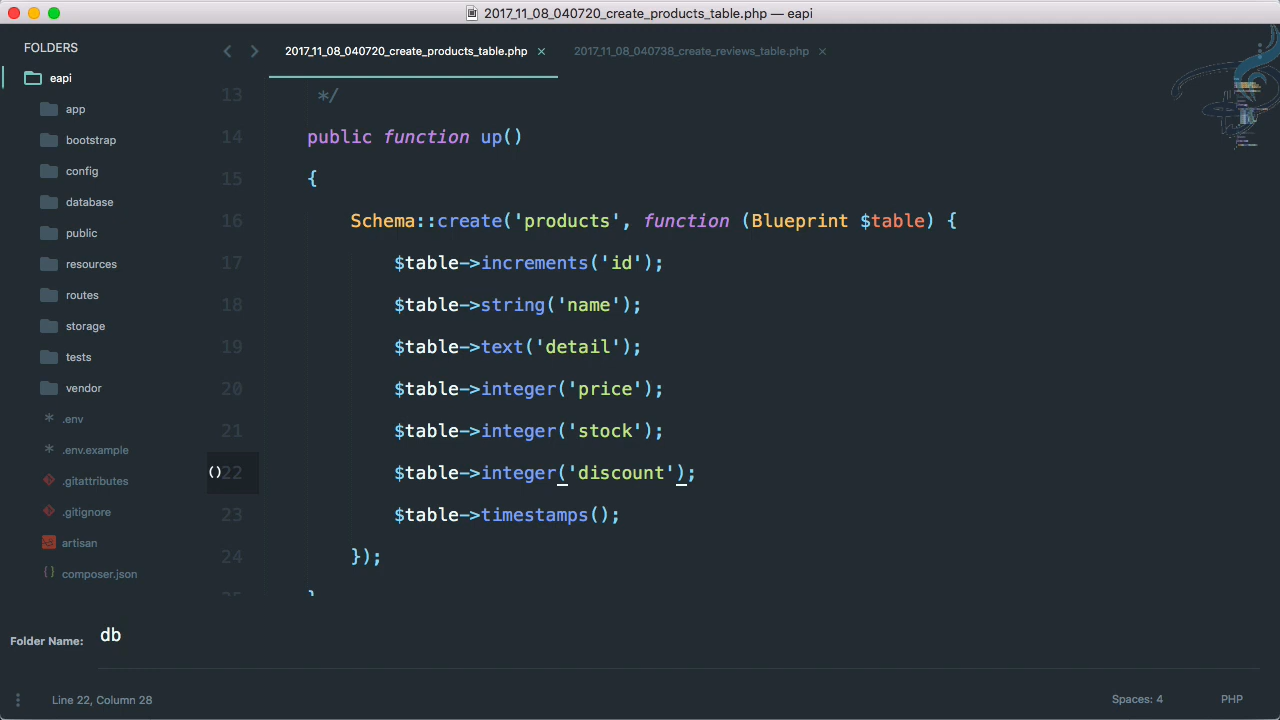 2017_11_08_040720_create_products_table.php — eapi
FOLDERS
eapi
app
bootstrap
config
database
public
resources
routes
storage
tests
vendor
.env
.env.example
.gitattributes
.gitignore
artisan
composer.json
2017_11_08_040720_create_products_table.php ×
2017_11_08_040738_create_reviews_table.php ×
13 */
14 public function up()
15 {
16 Schema::create('products', function (Blueprint $table) {
17 $table->increments('id');
18 $table->string('name');
19 $table->text('detail');
20 $table->integer('price');
21 $table->integer('stock');
22 $table->integer('discount');
23 $table->timestamps();
24 });
Folder Name: db
Line 22, Column 28
Spaces: 4
PHP